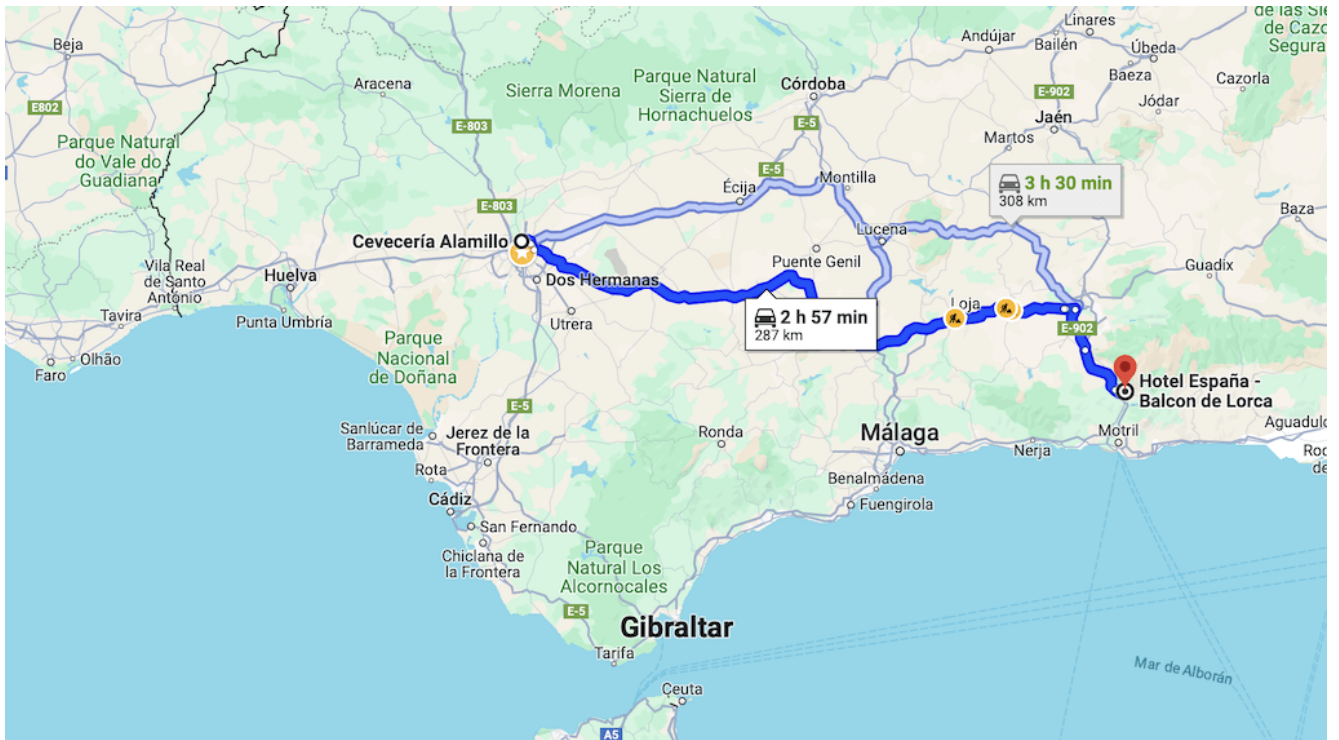 Beja
E802
Parque Natural
do Vale do
Guadiana
Aracena
E-803
Sierra Morena
Parque Natural
Sierra de
Hornachuelos
Córdoba
E-5
E-5
Andújar
Linares
Bailén
Úbeda
Baeza
de Cazo
Segura
Cazorla
E-902
Jódar
Jaén
Martos
Écija
Montilla
3 h 30 min
308 km
Baza
E-803
Cevecería Alamillo
Lucena
Puente Genil
Guadix
Vila Real
de Santo
António
Huelva
Dos Hermanas
Tavira
Punta Umbría
Utrera
2 h 57 min
287 km
Loja
E-902
Olhão
Faro
Parque
Nacional
de Doñana
Hotel España -
Balcon de Lorca
E-5
Sanlúcar de
Barrameda
Jerez de la
Frontera
Ronda
Málaga
Motril
Nerja
Aguadulc
Rota
Benalmádena
Fuengirola
Cádiz
San Fernando
Chiclana de
la Frontera
Parque
Natural Los
Alcornocales
E-5
Gibraltar
Tarifa
Mar de Alborán
Ceuta
A5